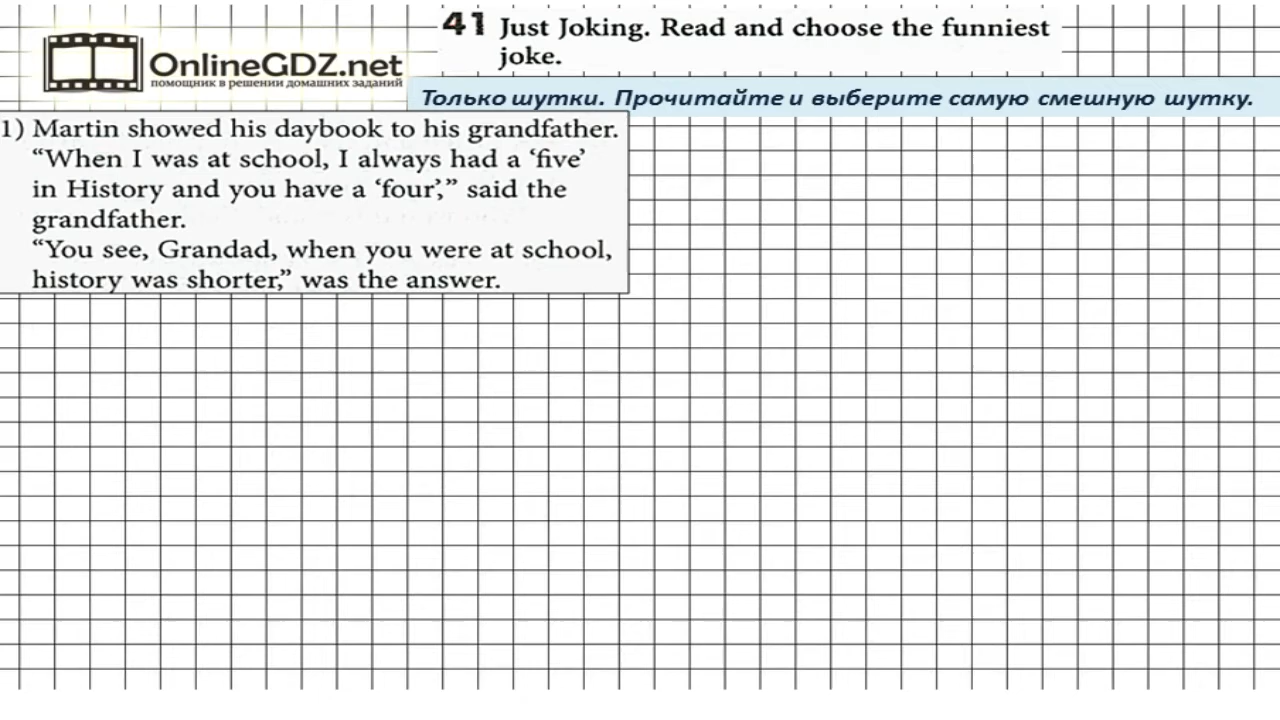 41 Just Joking. Read and choose the funniest
joke.
OnlineGDZ.net
помощник в решении домашних заданий
Только шутки. Прочитайте и выберите самую смешную шутку.
1) Martin showed his daybook to his grandfather.
“When I was at school, I always had a ‘five’
in History and you have a ‘four’,” said the
grandfather.
“You see, Grandad, when you were at school,
history was shorter,” was the answer.